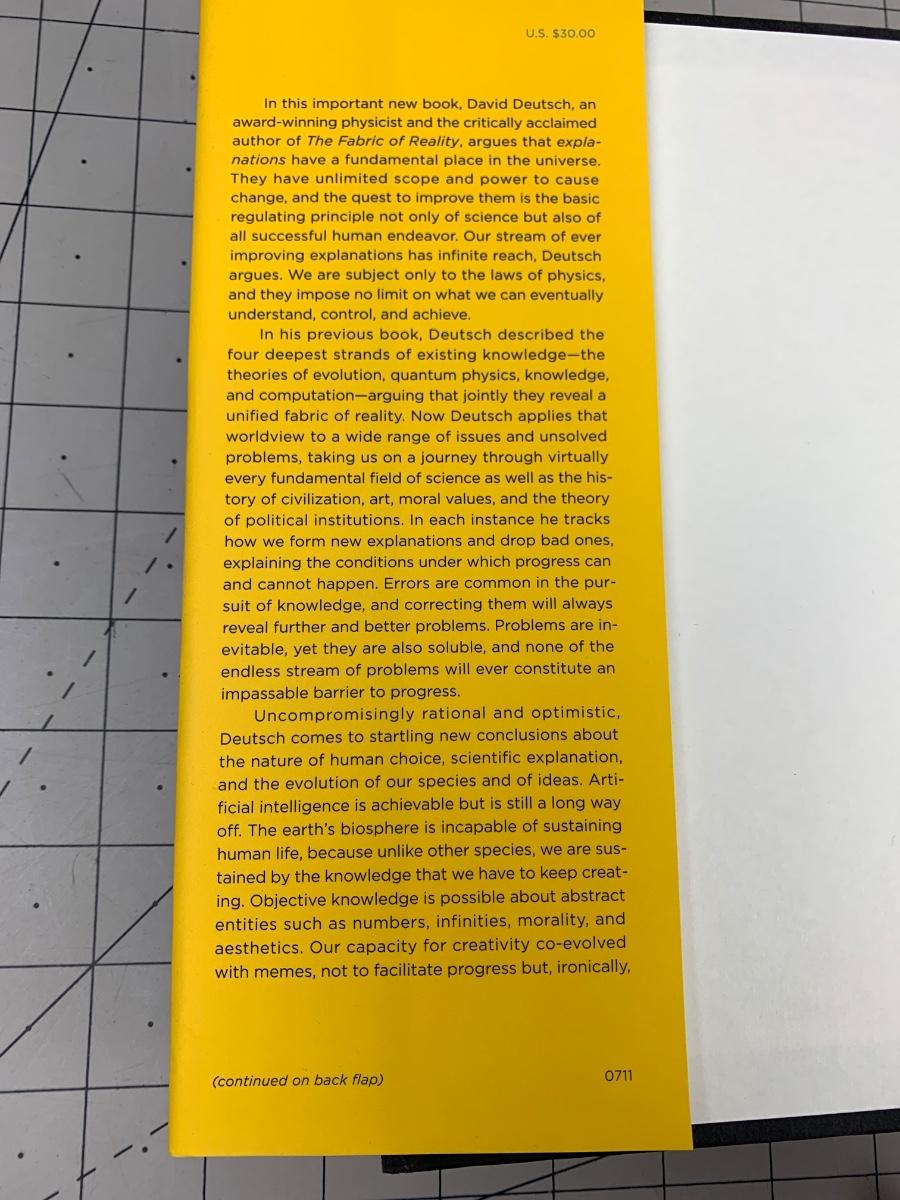 U.S. $30.00
In this important new book, David Deutsch, an
award-winning physicist and the critically acclaimed
author of The Fabric of Reality, argues that expla-
nations have a fundamental place in the universe.
They have unlimited scope and power to cause
change, and the quest to improve them is the basic
regulating principle not only of science but also of
all successful human endeavor. Our stream of ever
improving explanations has infinite reach, Deutsch
argues. We are subject only to the laws of physics,
and they impose no limit on what we can eventually
understand, control, and achieve.
In his previous book, Deutsch described the
four deepest strands of existing knowledge—the
theories of evolution, quantum physics, knowledge,
and computation—arguing that jointly they reveal a
unified fabric of reality. Now Deutsch applies that
worldview to a wide range of issues and unsolved
problems, taking us on a journey through virtually
every fundamental field of science as well as the his-
tory of civilization, art, moral values, and the theory
of political institutions. In each instance he tracks
how we form new explanations and drop bad ones,
explaining the conditions under which progress can
and cannot happen. Errors are common in the pur-
suit of knowledge, and correcting them will always
reveal further and better problems. Problems are in-
evitable, yet they are also soluble, and none of the
endless stream of problems will ever constitute an
impassable barrier to progress.
Uncompromisingly rational and optimistic,
Deutsch comes to startling new conclusions about
the nature of human choice, scientific explanation,
and the evolution of our species and of ideas. Arti-
ficial intelligence is achievable but is still a long way
off. The earth's biosphere is incapable of sustaining
human life, because unlike other species, we are sus-
tained by the knowledge that we have to keep creat-
ing. Objective knowledge is possible about abstract
entities such as numbers, infinities, morality, and
aesthetics. Our capacity for creativity co-evolved
with memes, not to facilitate progress but, ironically,
(continued on back flap)
0711